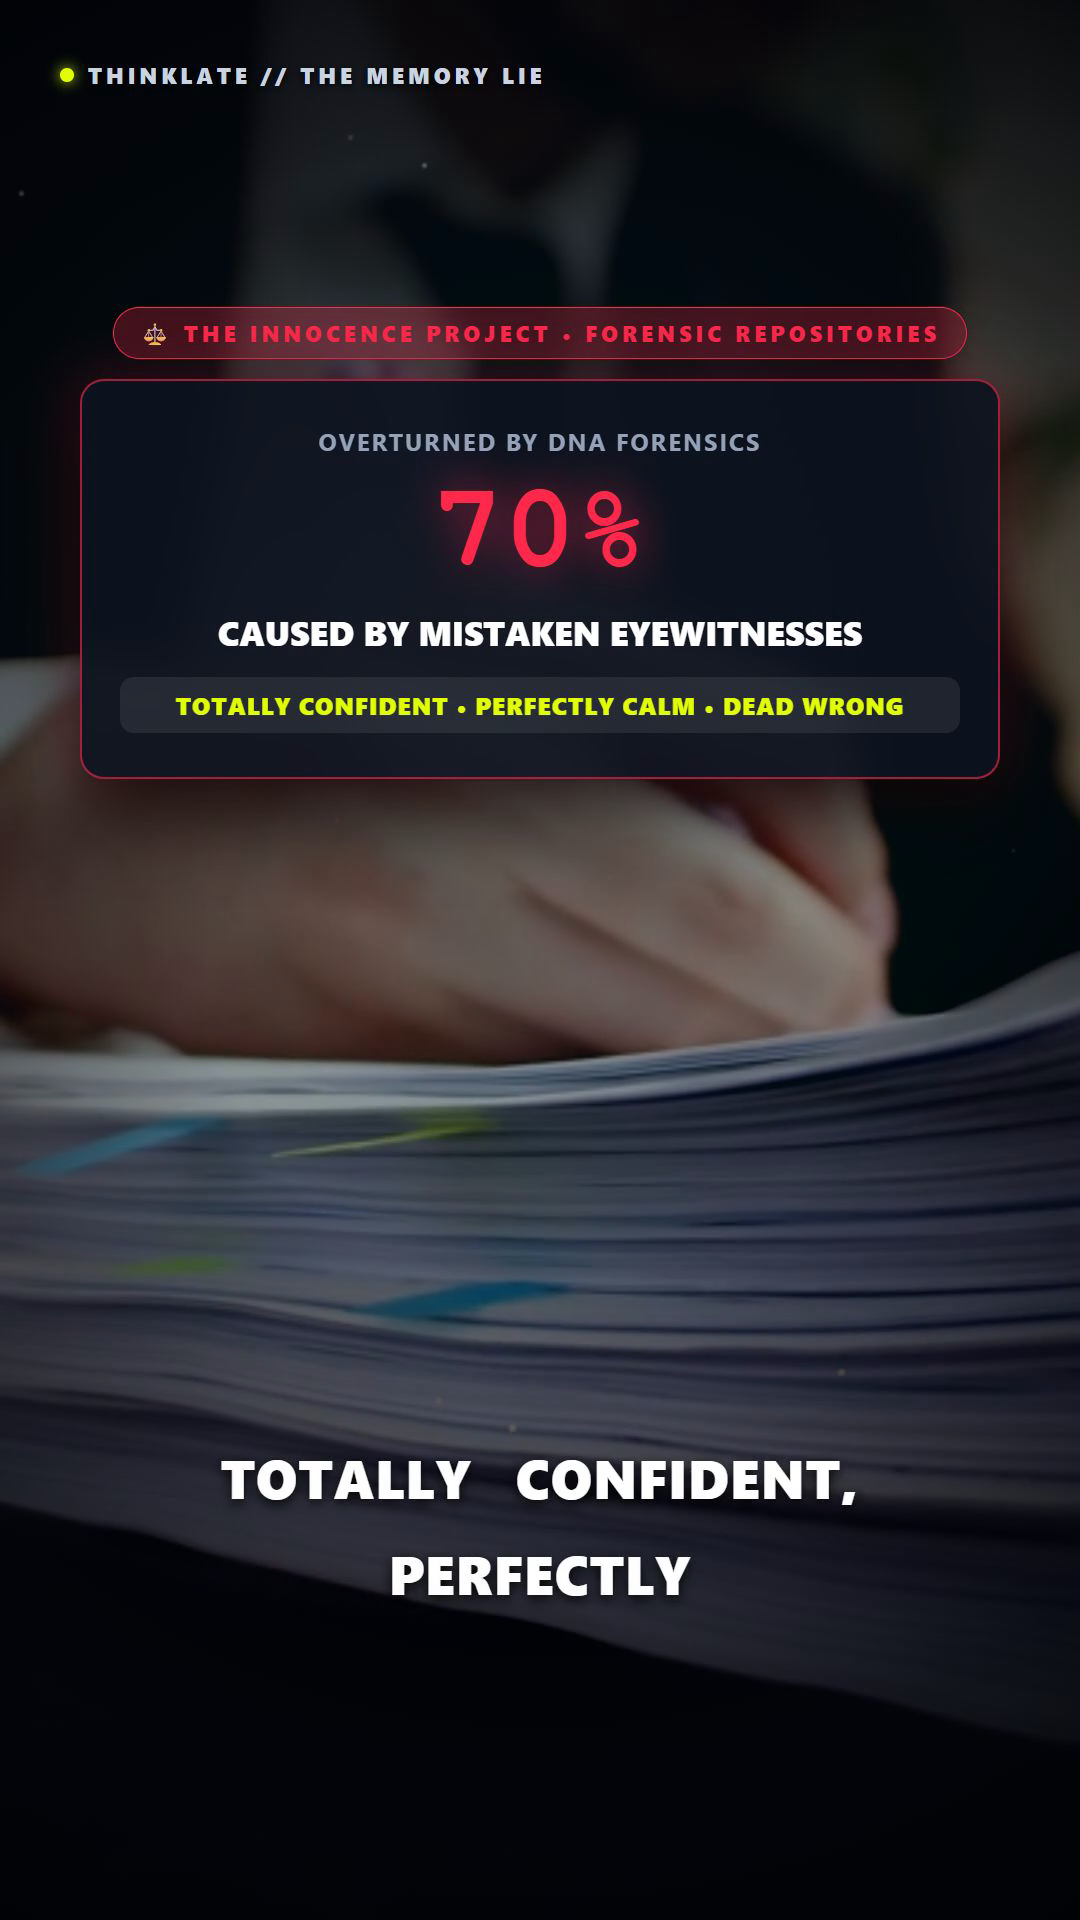 THINKLATE // THE MEMORY LIE
⚖️ THE INNOCENCE PROJECT • FORENSIC REPOSITORIES
OVERTURNED BY DNA FORENSICS
70%
CAUSED BY MISTAKEN EYEWITNESSES
TOTALLY CONFIDENT • PERFECTLY CALM • DEAD WRONG
TOTALLY CONFIDENT,
PERFECTLY